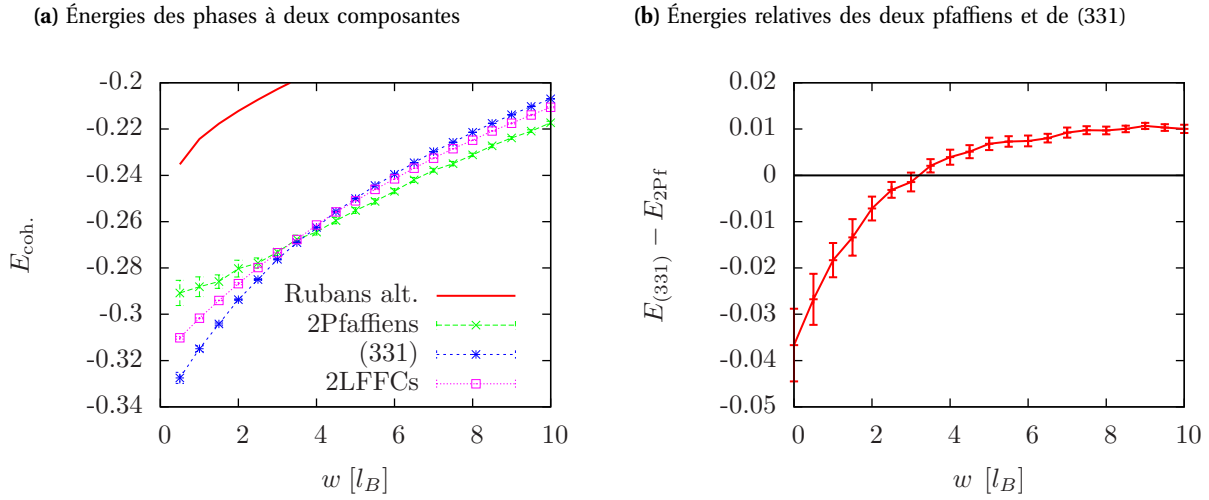 (a) Énergies des phases à deux composantes
-0.2
-0.22
-0.24
-0.26
-0.28
-0.3
-0.32
-0.34
E_coh.
Rubans alt.
2Pfaffiens
(331)
2LFFCs
0 2 4 6 8 10
w [l_B]
(b) Énergies relatives des deux pfaffiens et de (331)
0.02
0.01
0
-0.01
-0.02
-0.03
-0.04
-0.05
E_(331) − E_2Pf
0 2 4 6 8 10
w [l_B]